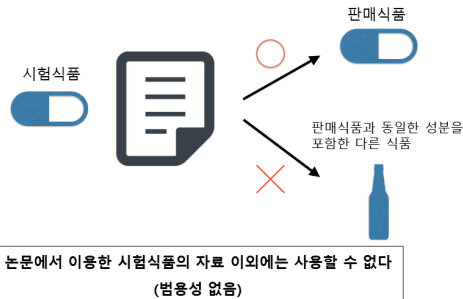 판매식품
시험식품
판매식품과 동일한 성분을
포함한 다른 식품
논문에서 이용한 시험식품의 자료 이외에는 사용할 수 없다
(범용성 없음)